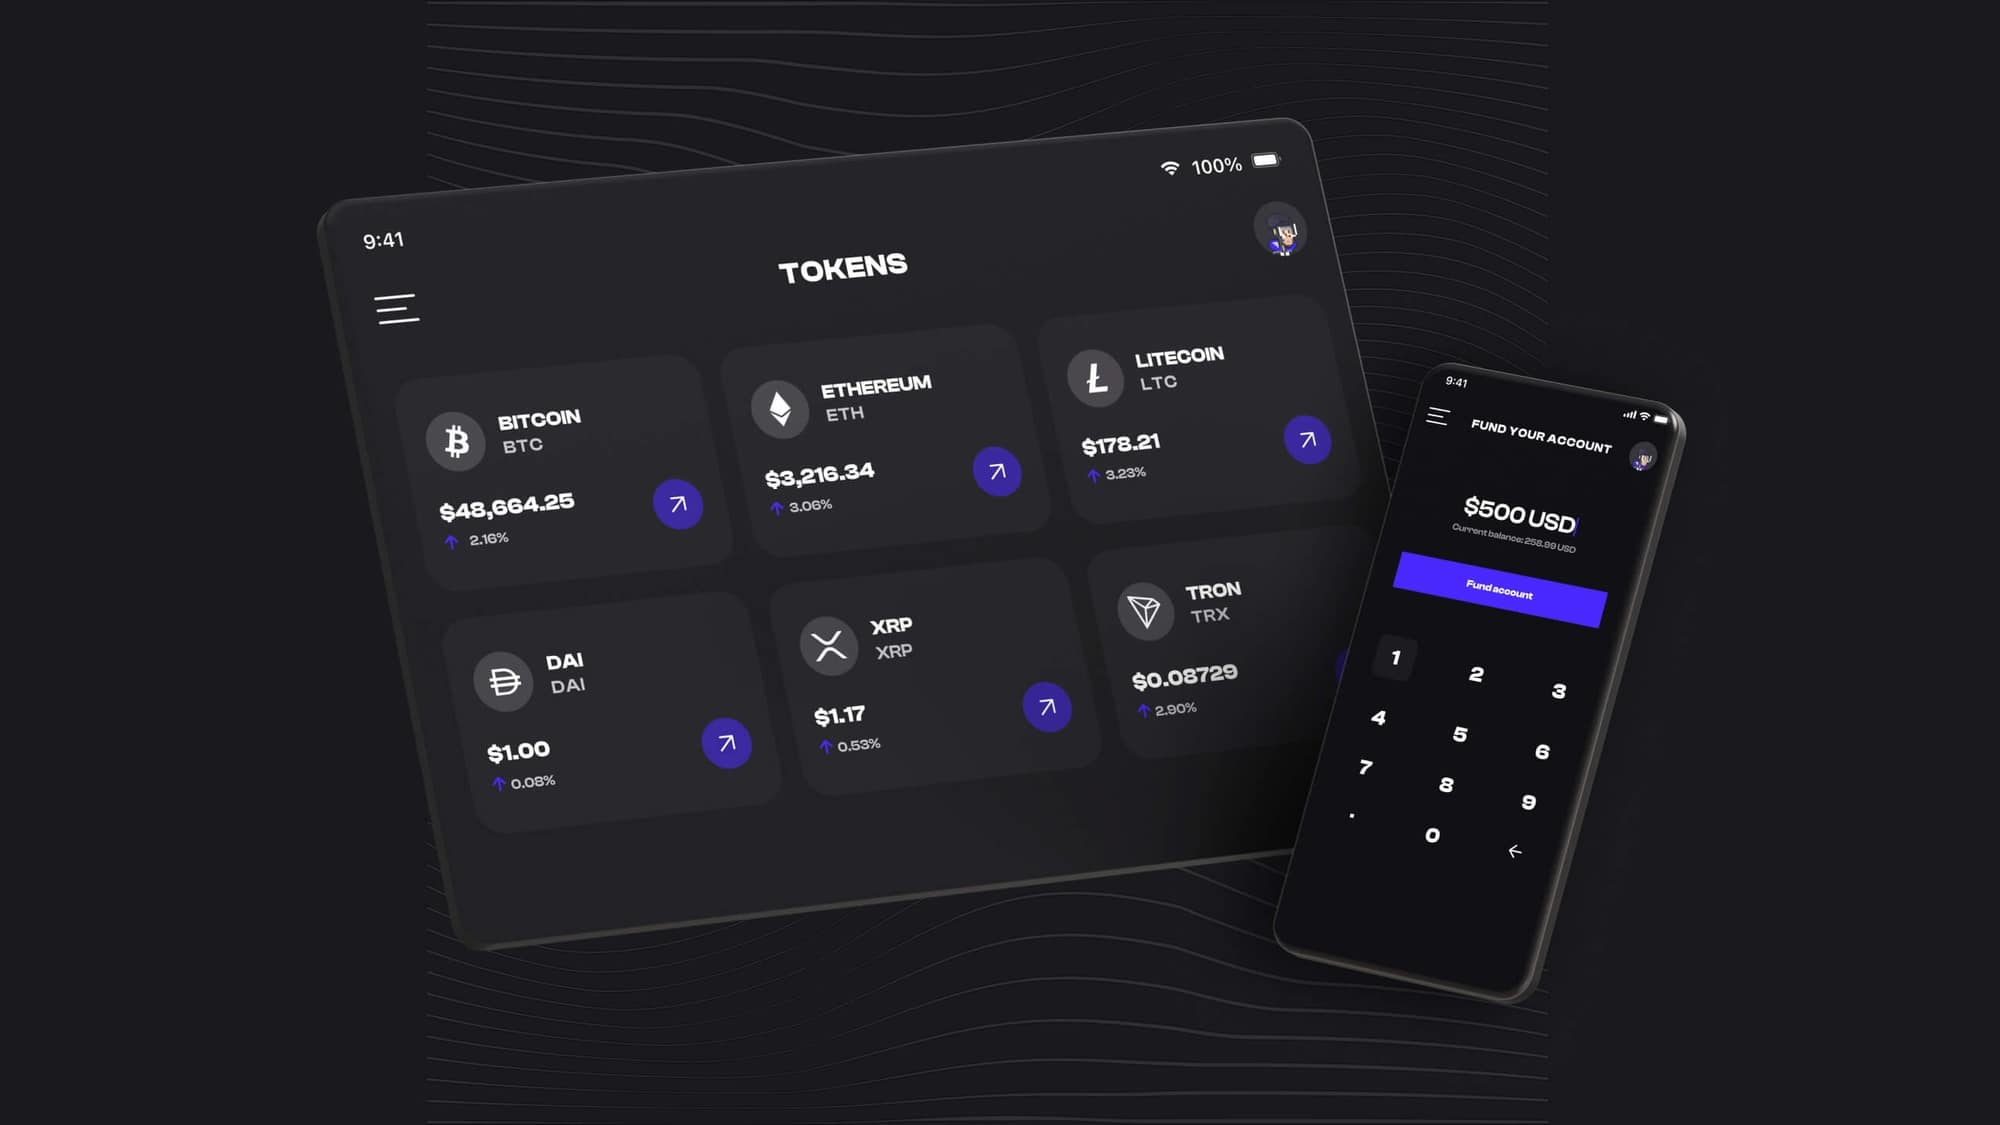 9:41
100%
TOKENS
BITCOIN
BTC
$48,664.25
2.16%
ETHEREUM
ETH
$3,216.34
3.06%
LITECOIN
LTC
$178.21
3.23%
DAI
DAI
$1.00
0.08%
XRP
XRP
$1.17
0.53%
TRON
TRX
$0.08729
2.90%
9:41
FUND YOUR ACCOUNT
$500 USD
Current balance: 258.99 USD
Fund account
1 2 3
4 5 6
7 8 9
. 0